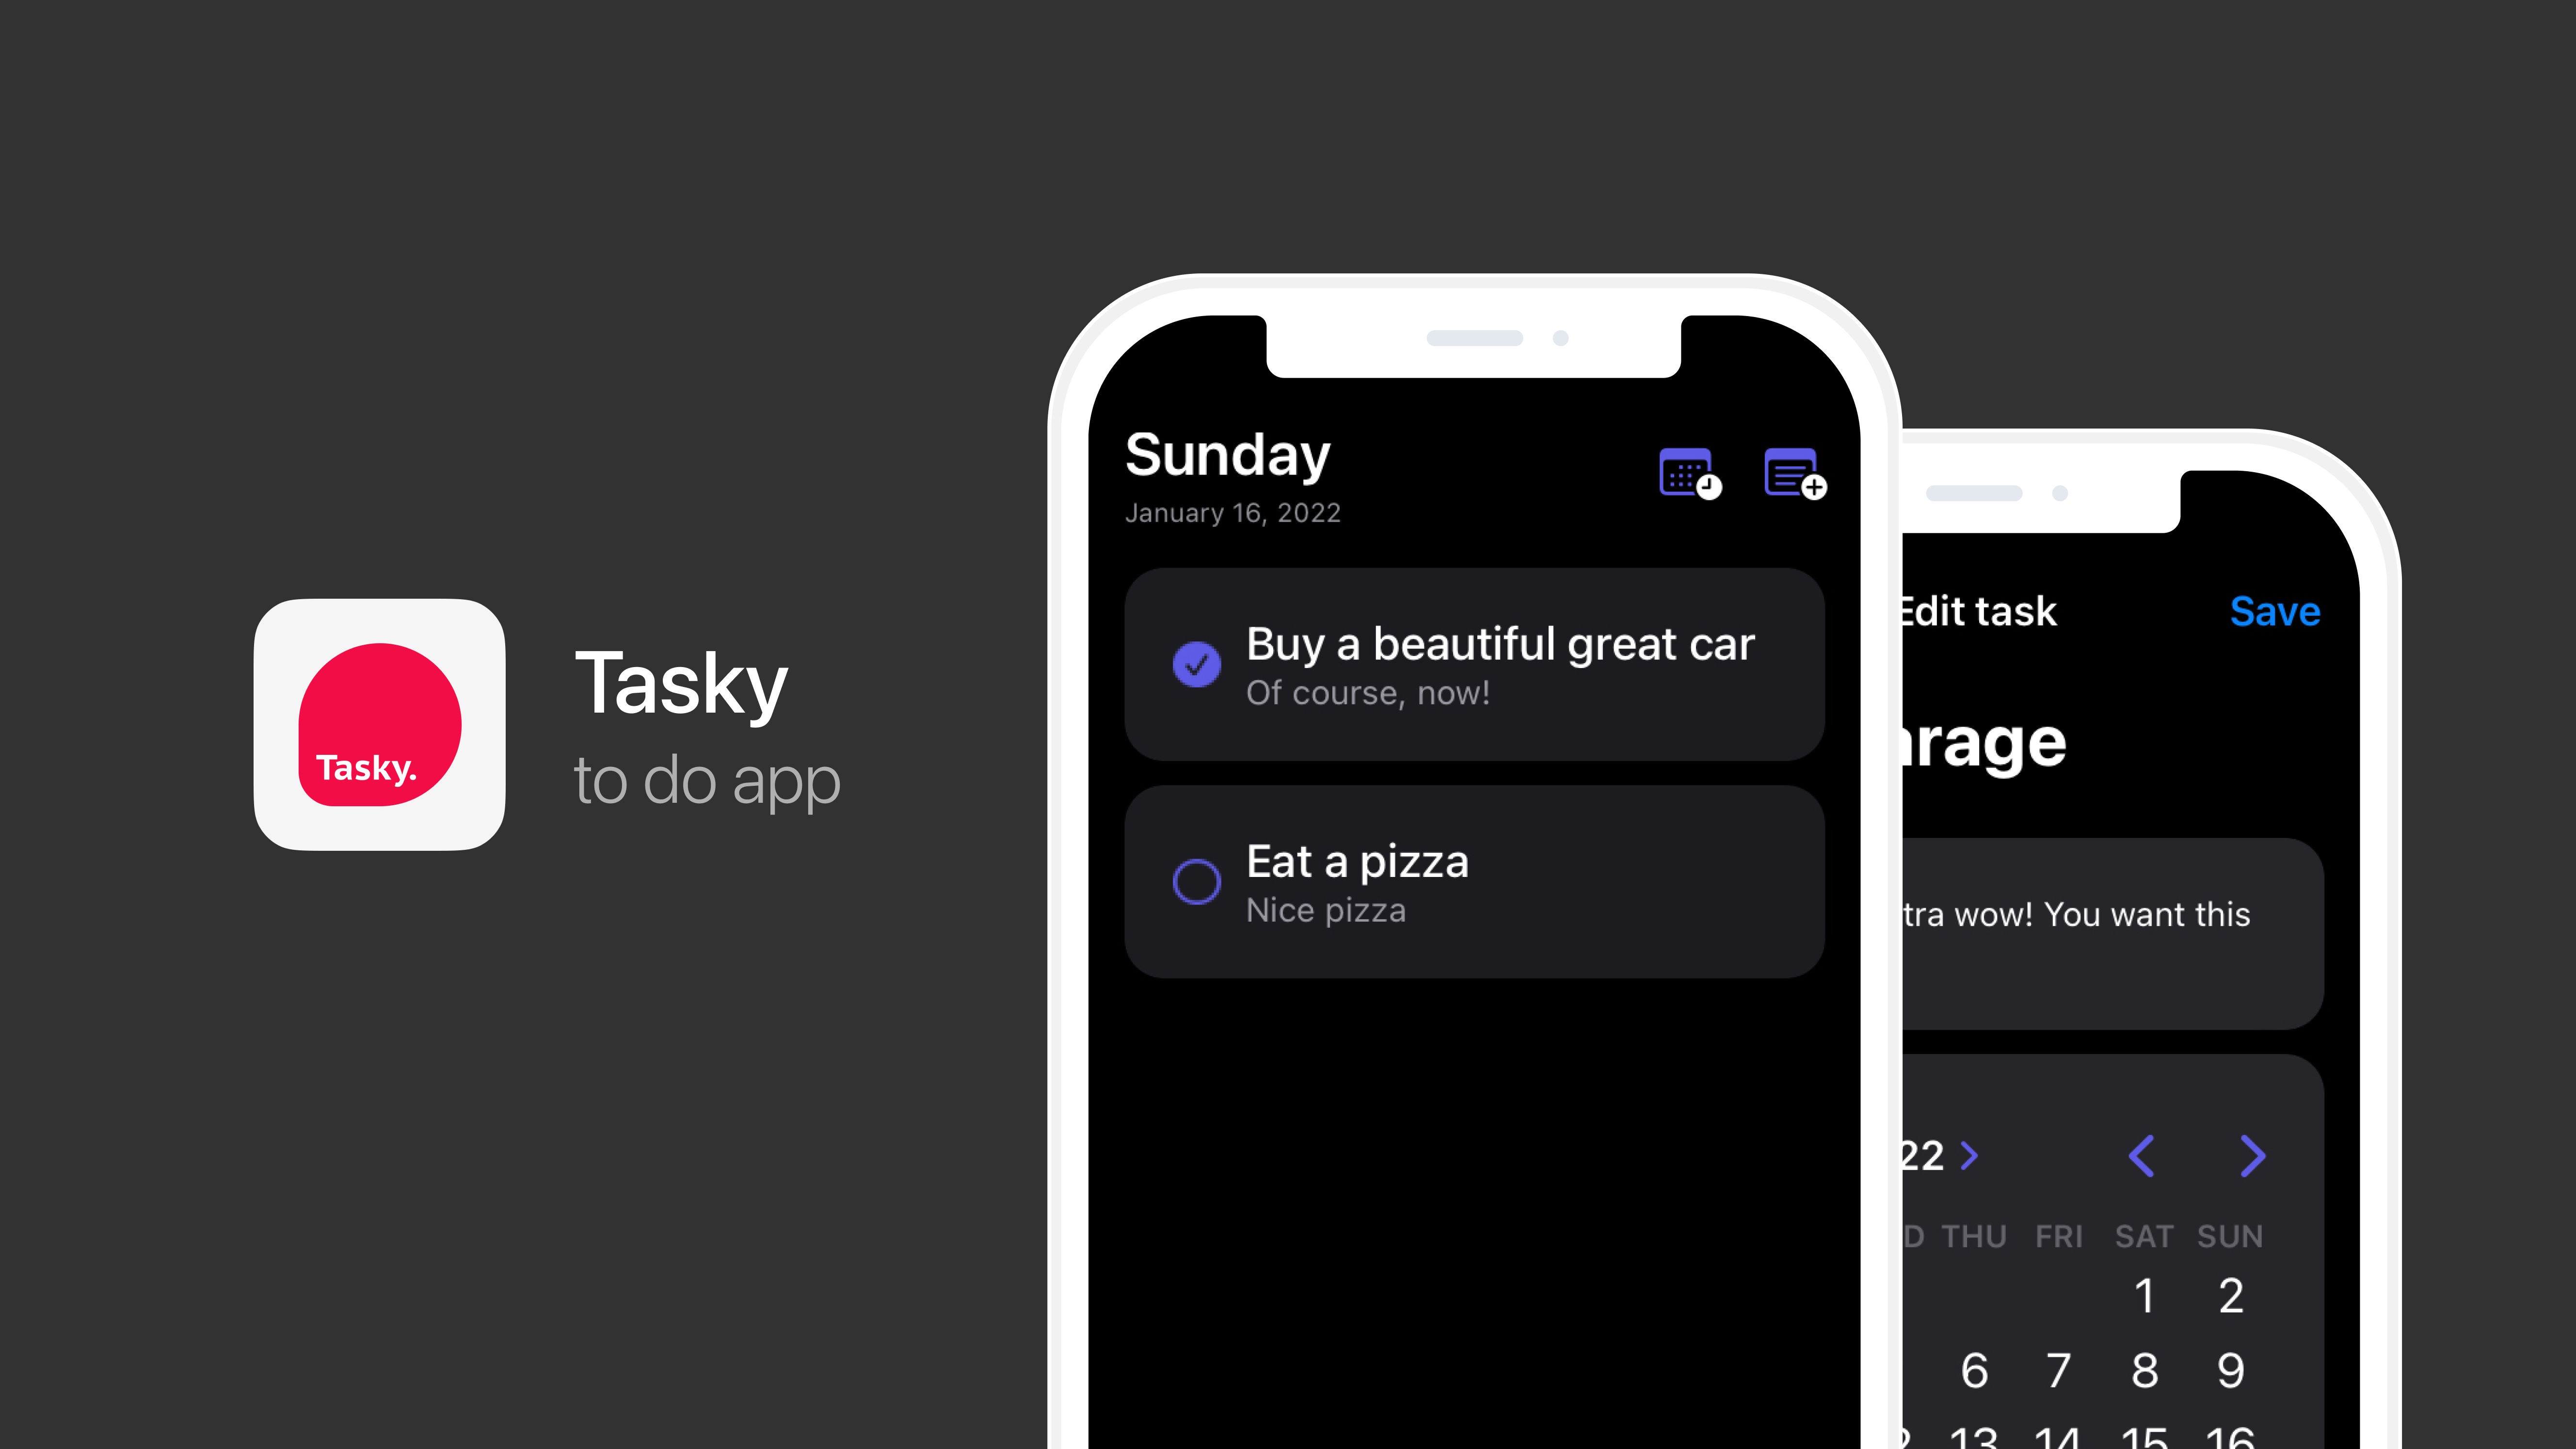 Tasky.
Tasky
to do app
Sunday
January 16, 2022
Buy a beautiful great car
Of course, now!
Eat a pizza
Nice pizza
Edit task
Save
wow! You want this
22
THU FRI SAT SUN
1 2
6 7 8 9
13 14 15 16